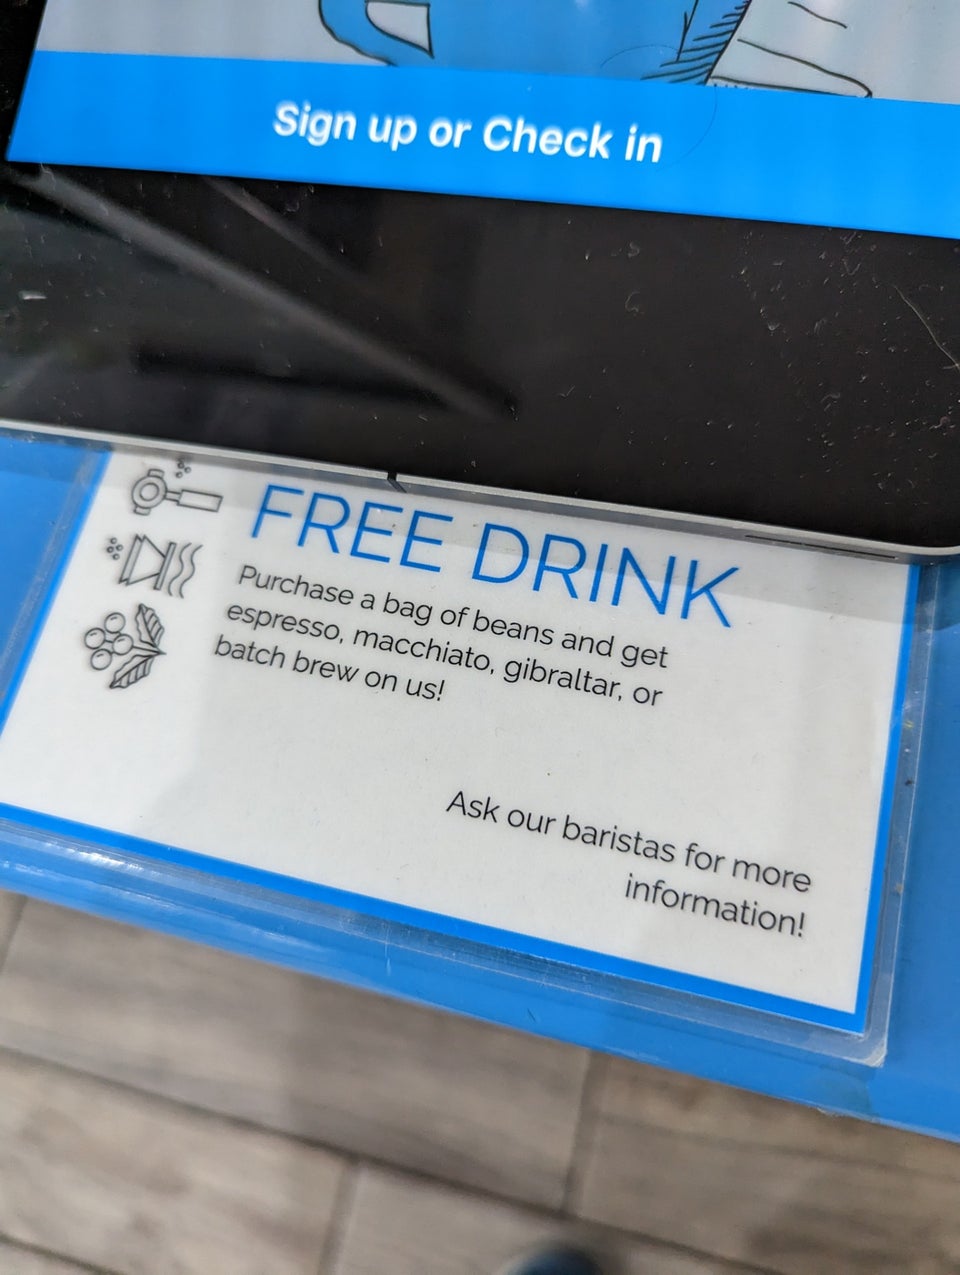 Sign up or Check in
FREE DRINK
Purchase a bag of beans and get
espresso, macchiato, gibraltar, or
batch brew on us!
Ask our baristas for more
information!